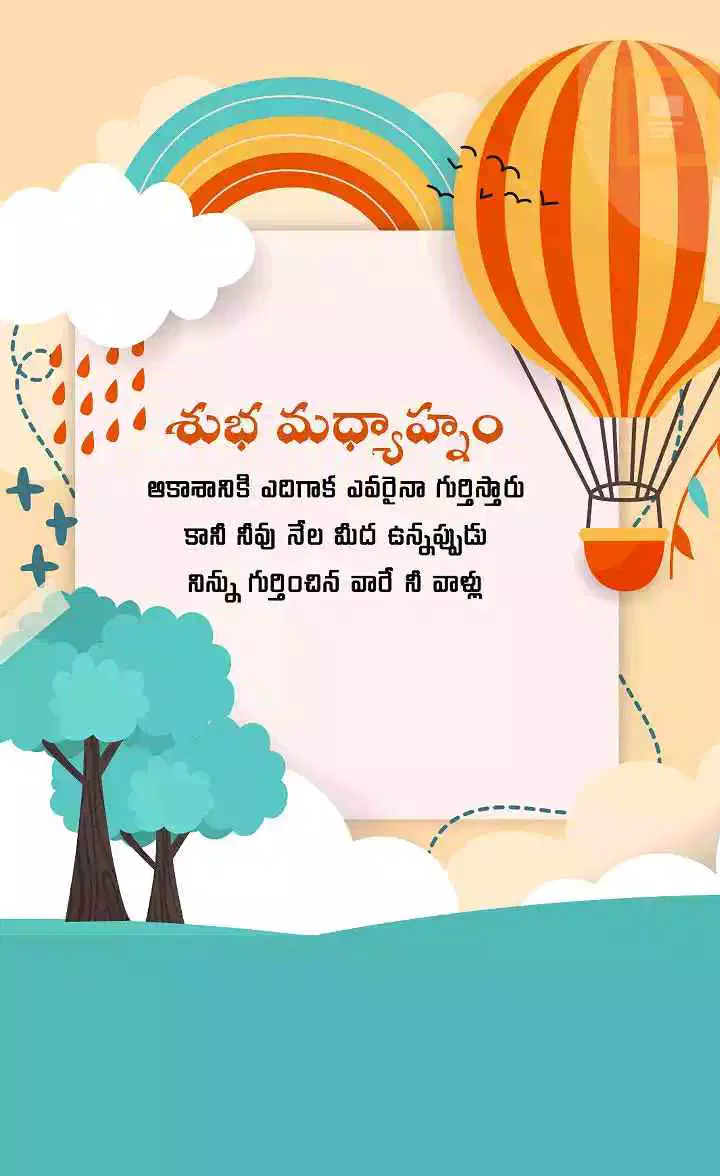 శుభ మధ్యాహ్నం
ఆకాశానికి ఎదిగాక ఎవరైనా గుర్తిస్తారు
కానీ నీవు నేల మీద ఉన్నప్పుడు
నిన్ను గుర్తించిన వారే నీ వాళ్లు